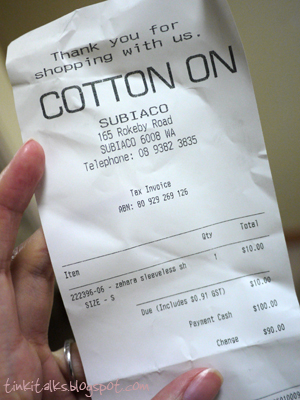 Thank you for
shopping with us.
COTTON ON
SUBIACO
165 Rokeby Road
SUBIACO 6008 WA
Telephone: 08 9382 3835
Tax Invoice
ABN: 80 929 269 126
Item Qty Total
222396-06 - zahara sleeveless sh 1 $10.00
SIZE - S
Due (Includes $0.91 GST) $10.00
Payment Cash $100.00
Change $90.00
tinkitalks.blogspot.com